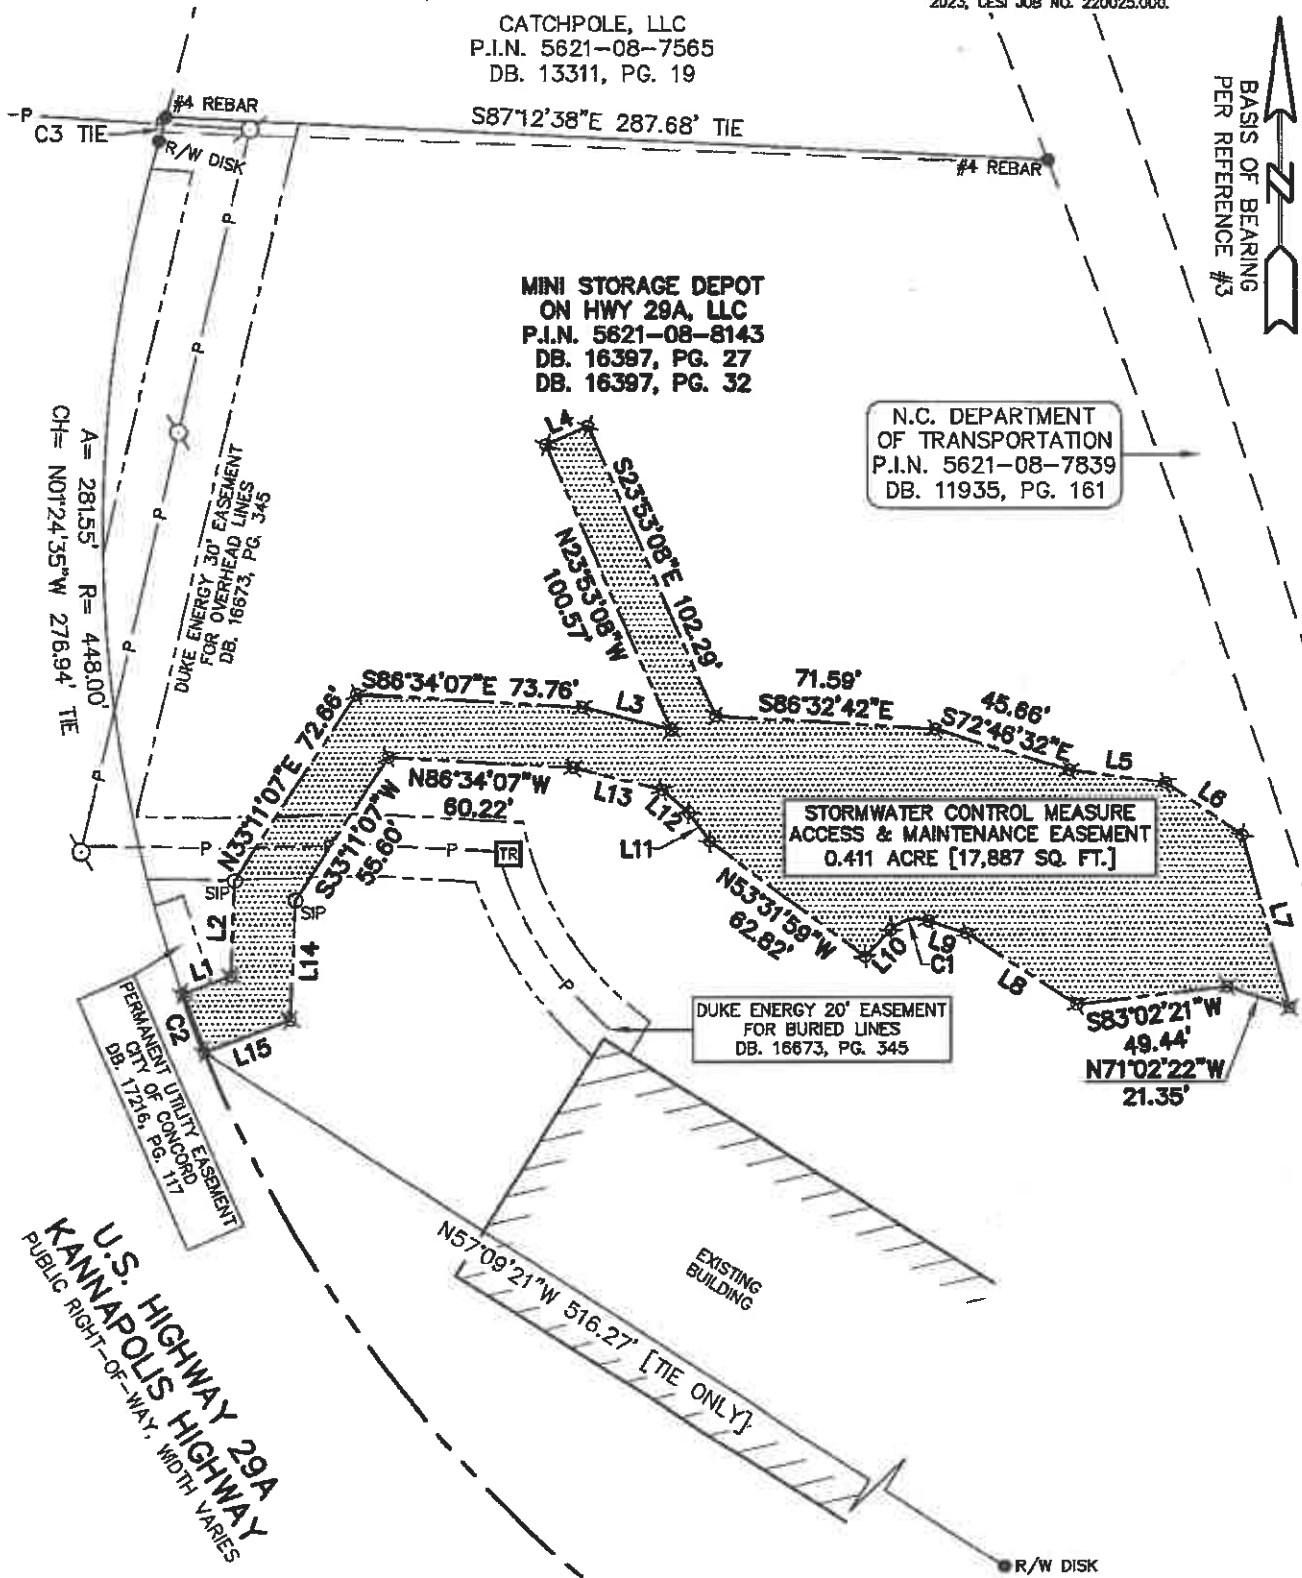 2023, CESI JOB NO. 220025.000.
CATCHPOLE, LLC
P.I.N. 5621-08-7565
DB. 13311, PG. 19
#4 REBAR
-P
C3 TIE
R/W DISK
S87°12'38"E 287.68' TIE
#4 REBAR
BASIS OF BEARING
PER REFERENCE #3
N
P
MINI STORAGE DEPOT
ON HWY 29A, LLC
P.I.N. 5621-08-8143
DB. 16397, PG. 27
DB. 16397, PG. 32
P
N.C. DEPARTMENT
OF TRANSPORTATION
P.I.N. 5621-08-7839
DB. 11935, PG. 161
A= 281.55' R= 448.00'
CH= N01°24'35"W 276.94' TIE
P
DUKE ENERGY 30' EASEMENT
FOR OVERHEAD LINES
DB. 16673, PG. 345
P
P
L4
S23°53'08"E 102.29'
N23°53'08"W
100.57'
S86°34'07"E 73.76'
L3
71.59'
S86°32'42"E
45.66'
S72°46'32"E
L5
L6
L7
N33°11'07"E 72.66'
S33°11'07"W
55.60'
N86°34'07"W
60.22'
L13
L12
L11
STORMWATER CONTROL MEASURE
ACCESS & MAINTENANCE EASEMENT
0.411 ACRE [17,887 SQ. FT.]
P
P
P
TR
SIP
SIP
N53°31'59"W
62.82'
L10
C1
L9
L8
S83°02'21"W
49.44'
N71°02'22"W
21.35'
L2
L1
L14
C2
L15
P
DUKE ENERGY 20' EASEMENT
FOR BURIED LINES
DB. 16673, PG. 345
PERMANENT UTILITY EASEMENT
CITY OF CONCORD
DB. 17216, PG. 117
U.S. HIGHWAY 29A
KANNAPOLIS HIGHWAY
PUBLIC RIGHT-OF-WAY, WIDTH VARIES
N57°09'21"W 516.27' [TIE ONLY]
EXISTING
BUILDING
R/W DISK